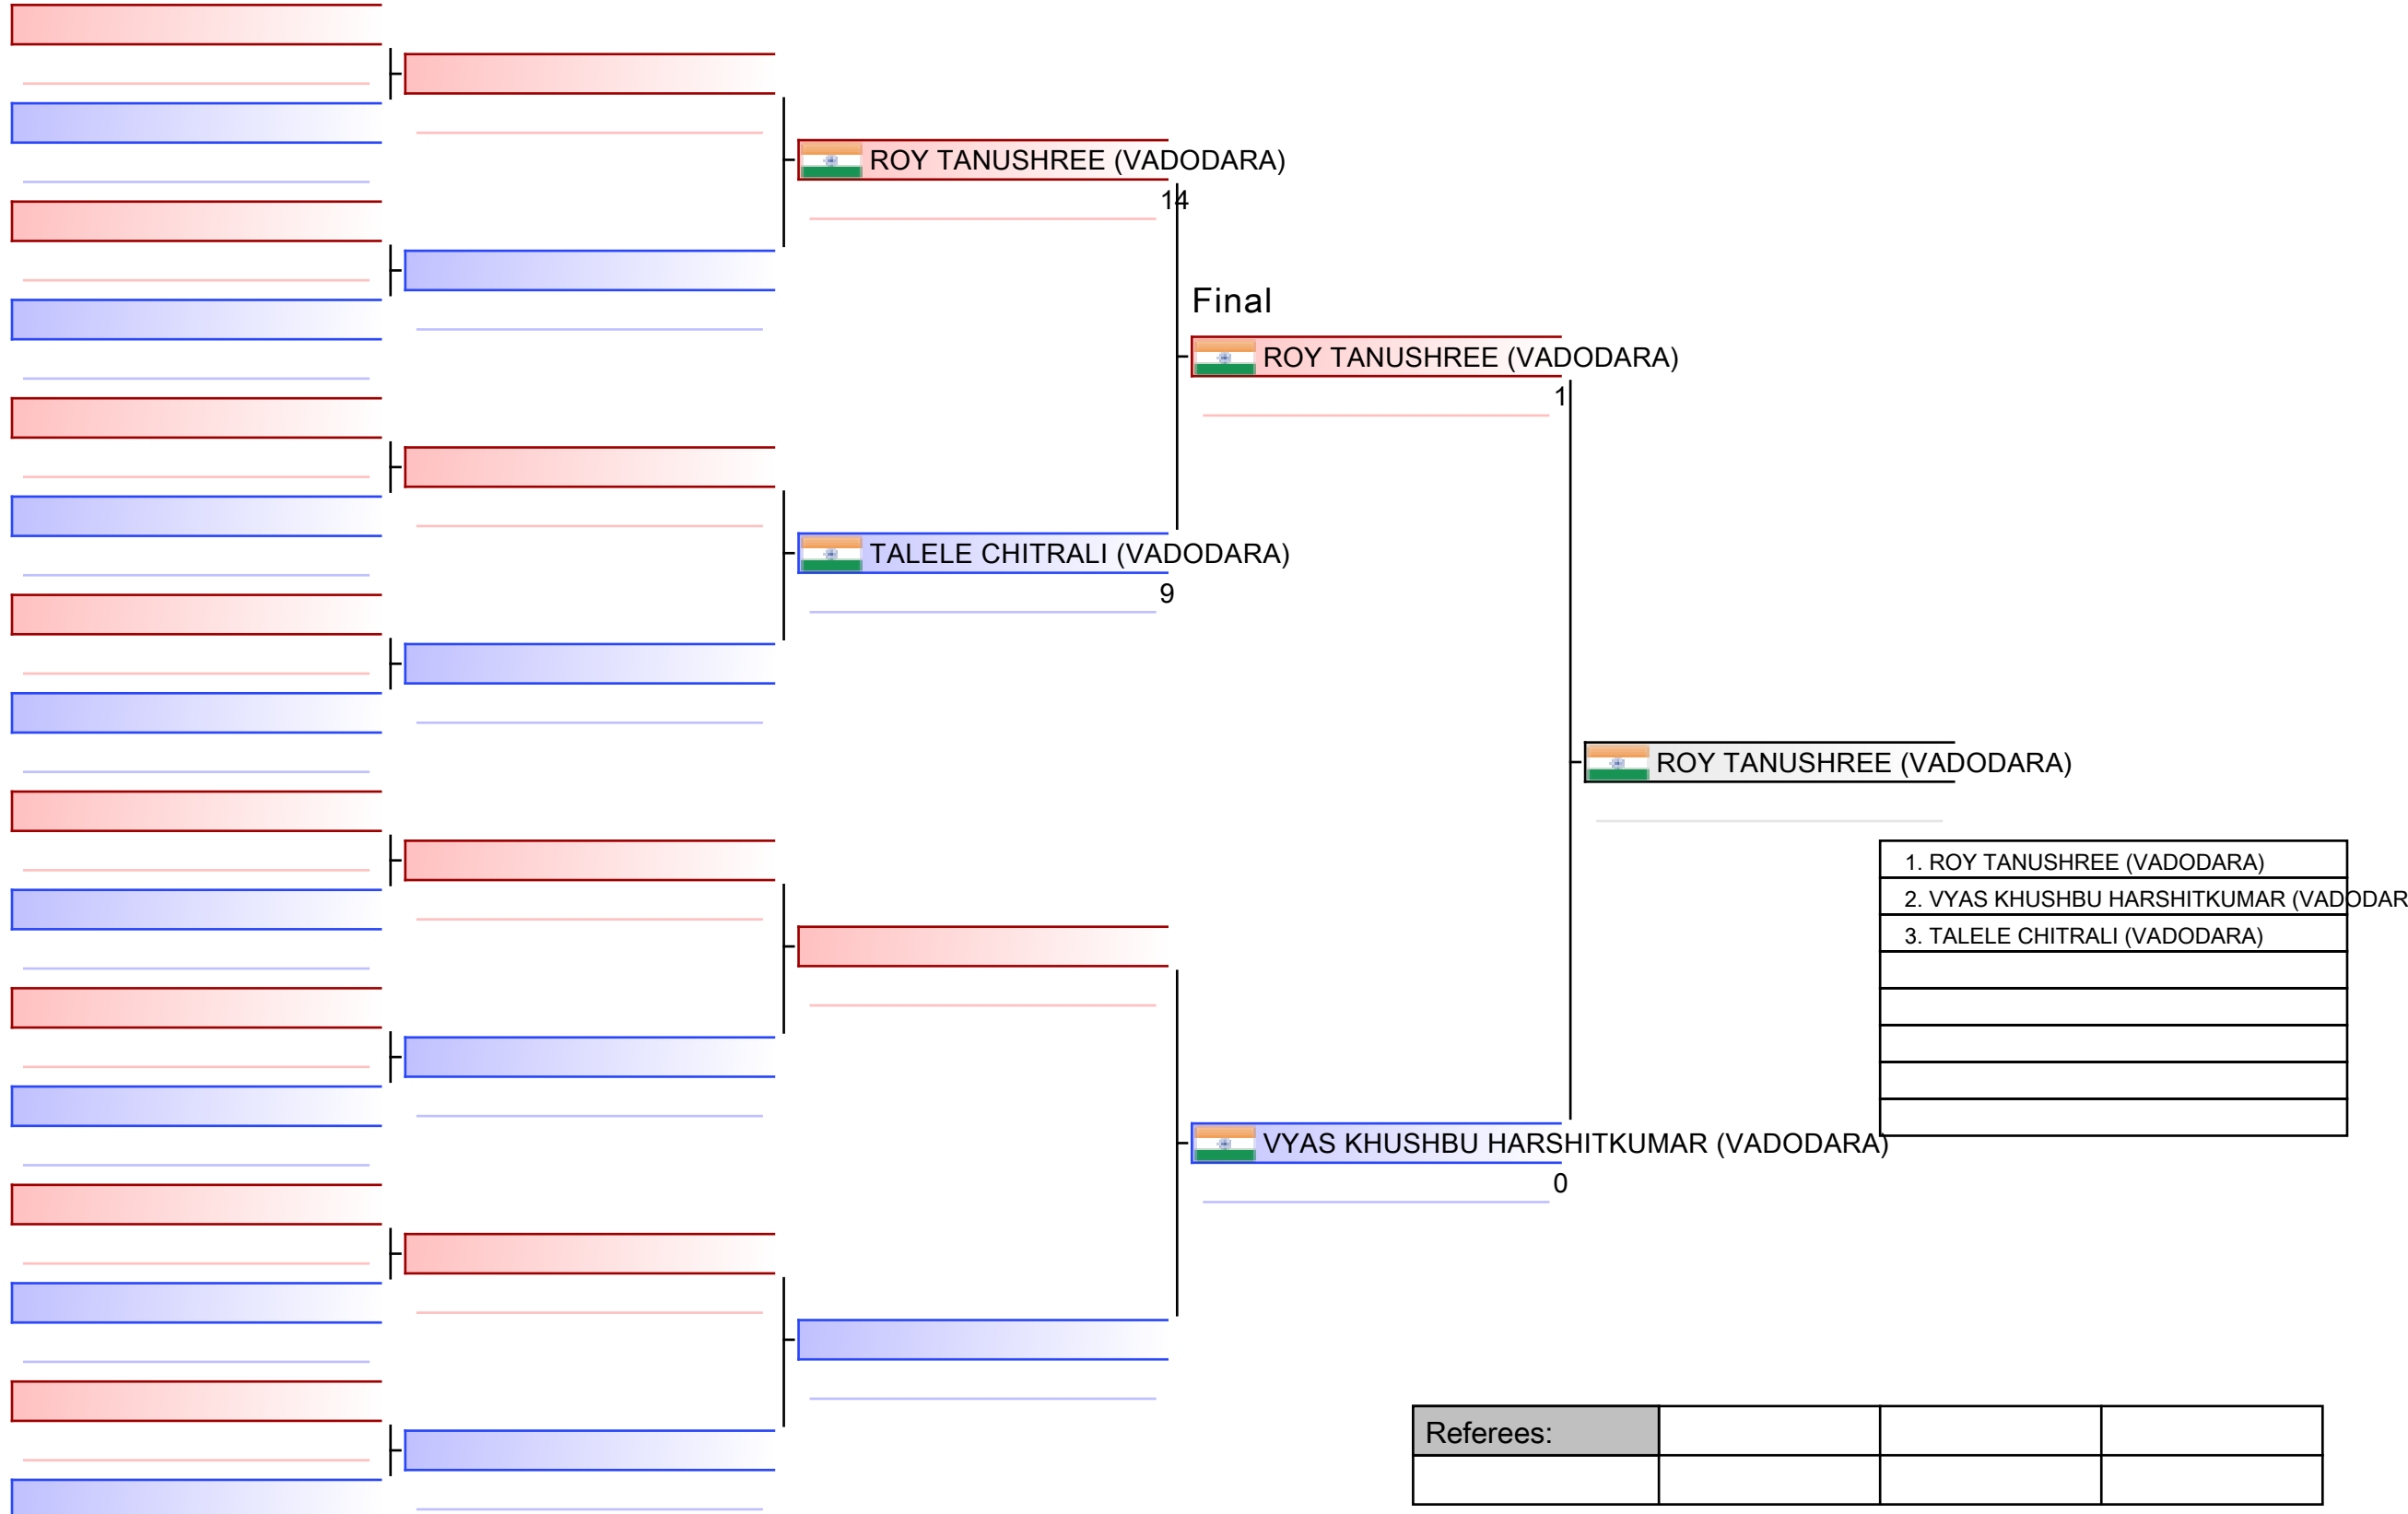 ROY TANUSHREE (VADODARA)
14
Final
ROY TANUSHREE (VADODARA)
1
TALELE CHITRALI (VADODARA)
9
ROY TANUSHREE (VADODARA)
1. ROY TANUSHREE (VADODARA)
2. VYAS KHUSHBU HARSHITKUMAR (VADODAR
3. TALELE CHITRALI (VADODARA)
VYAS KHUSHBU HARSHITKUMAR (VADODARA)
0
Referees: